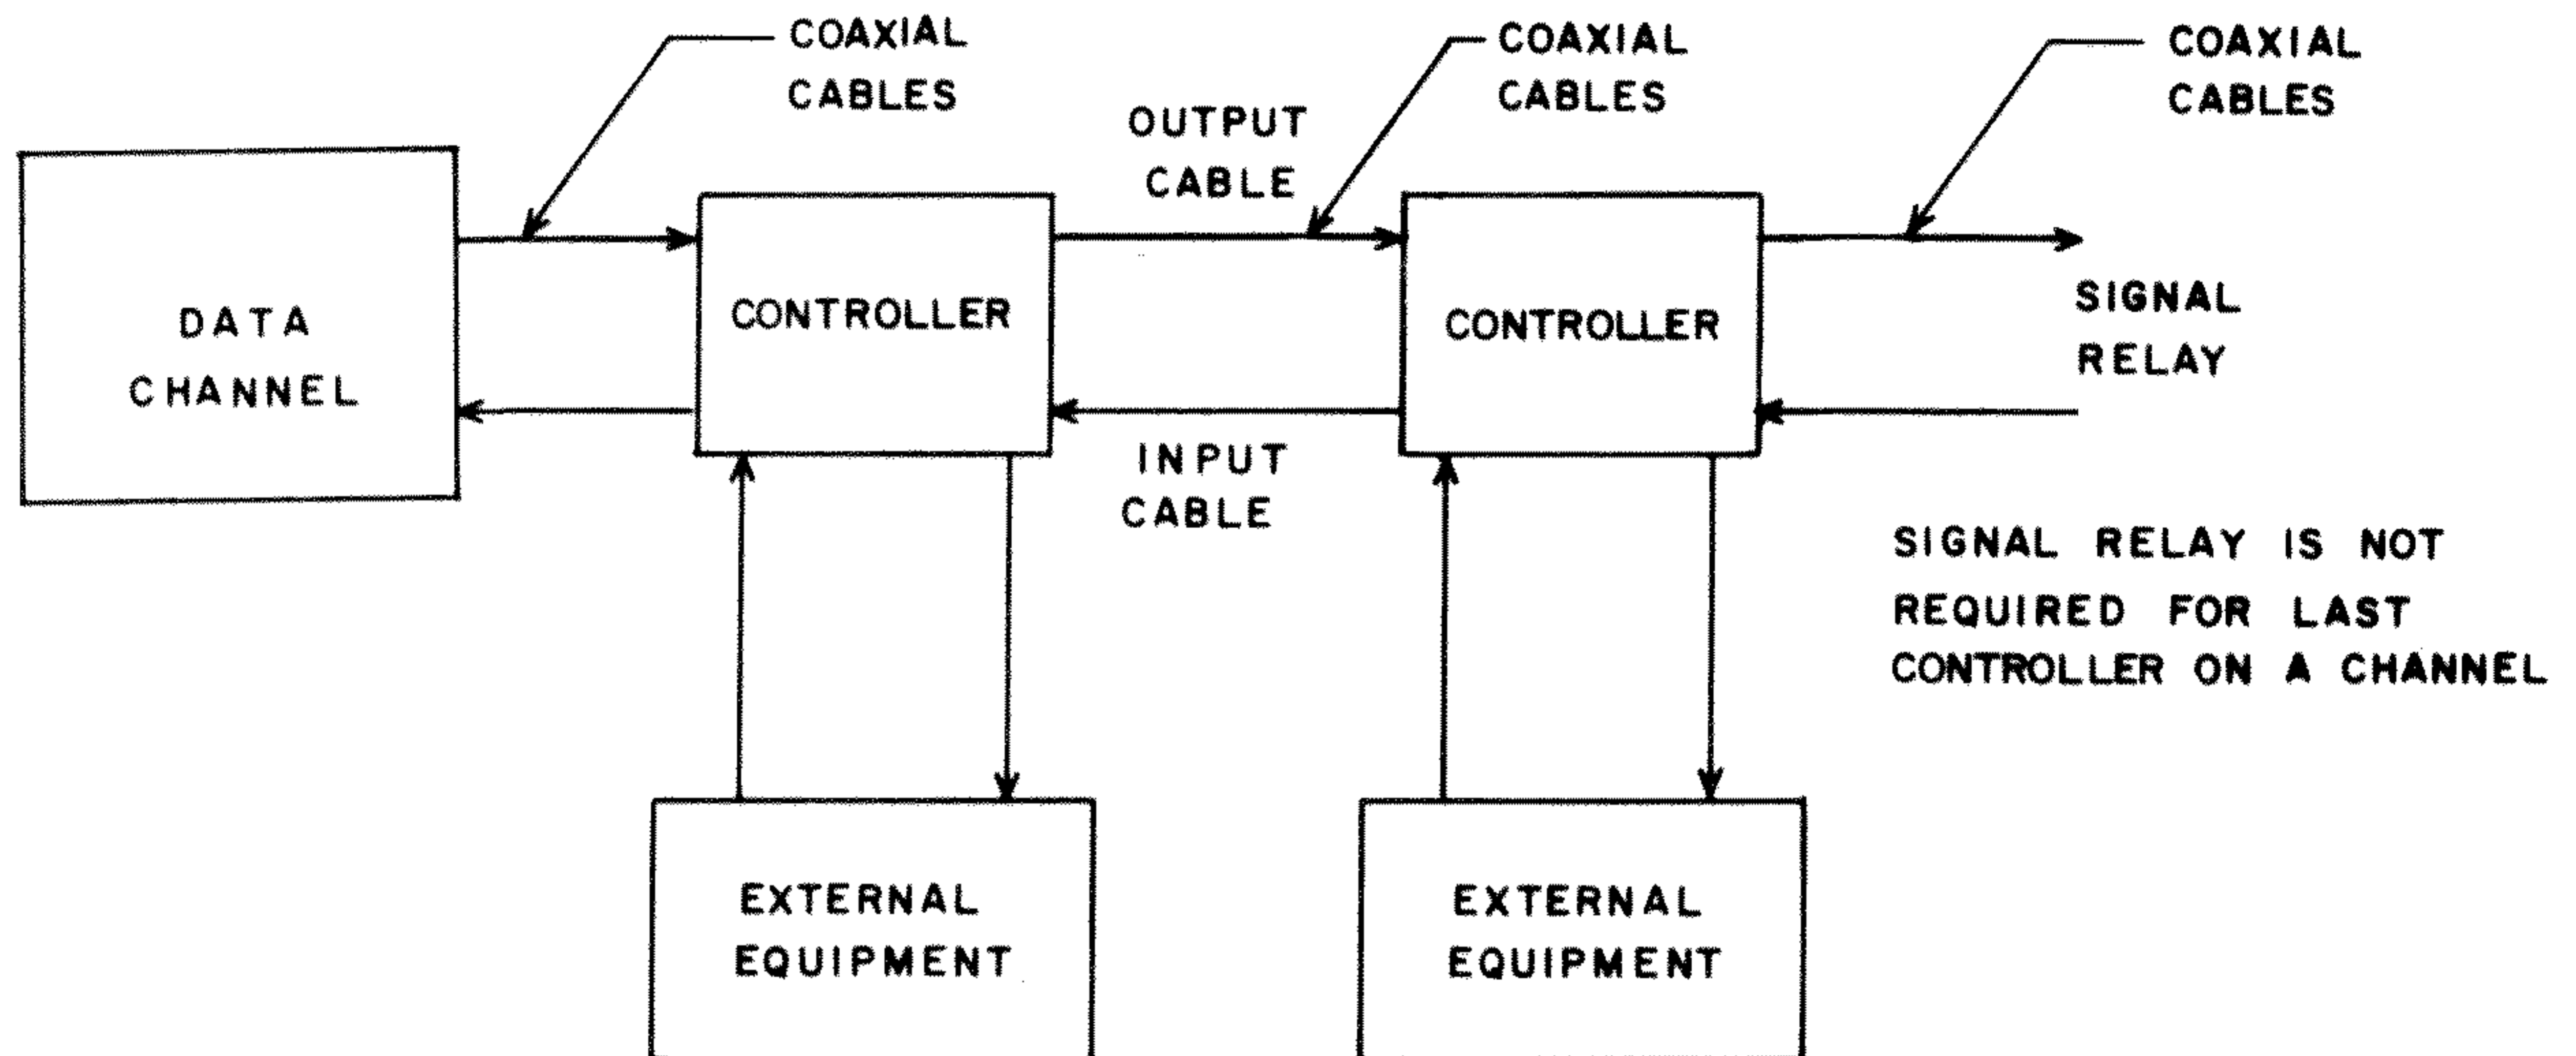 COAXIAL
CABLES
COAXIAL
CABLES
COAXIAL
CABLES
OUTPUT
CABLE
DATA
CHANNEL
CONTROLLER
CONTROLLER
SIGNAL
RELAY
INPUT
CABLE
SIGNAL RELAY IS NOT
REQUIRED FOR LAST
CONTROLLER ON A CHANNEL
EXTERNAL
EQUIPMENT
EXTERNAL
EQUIPMENT